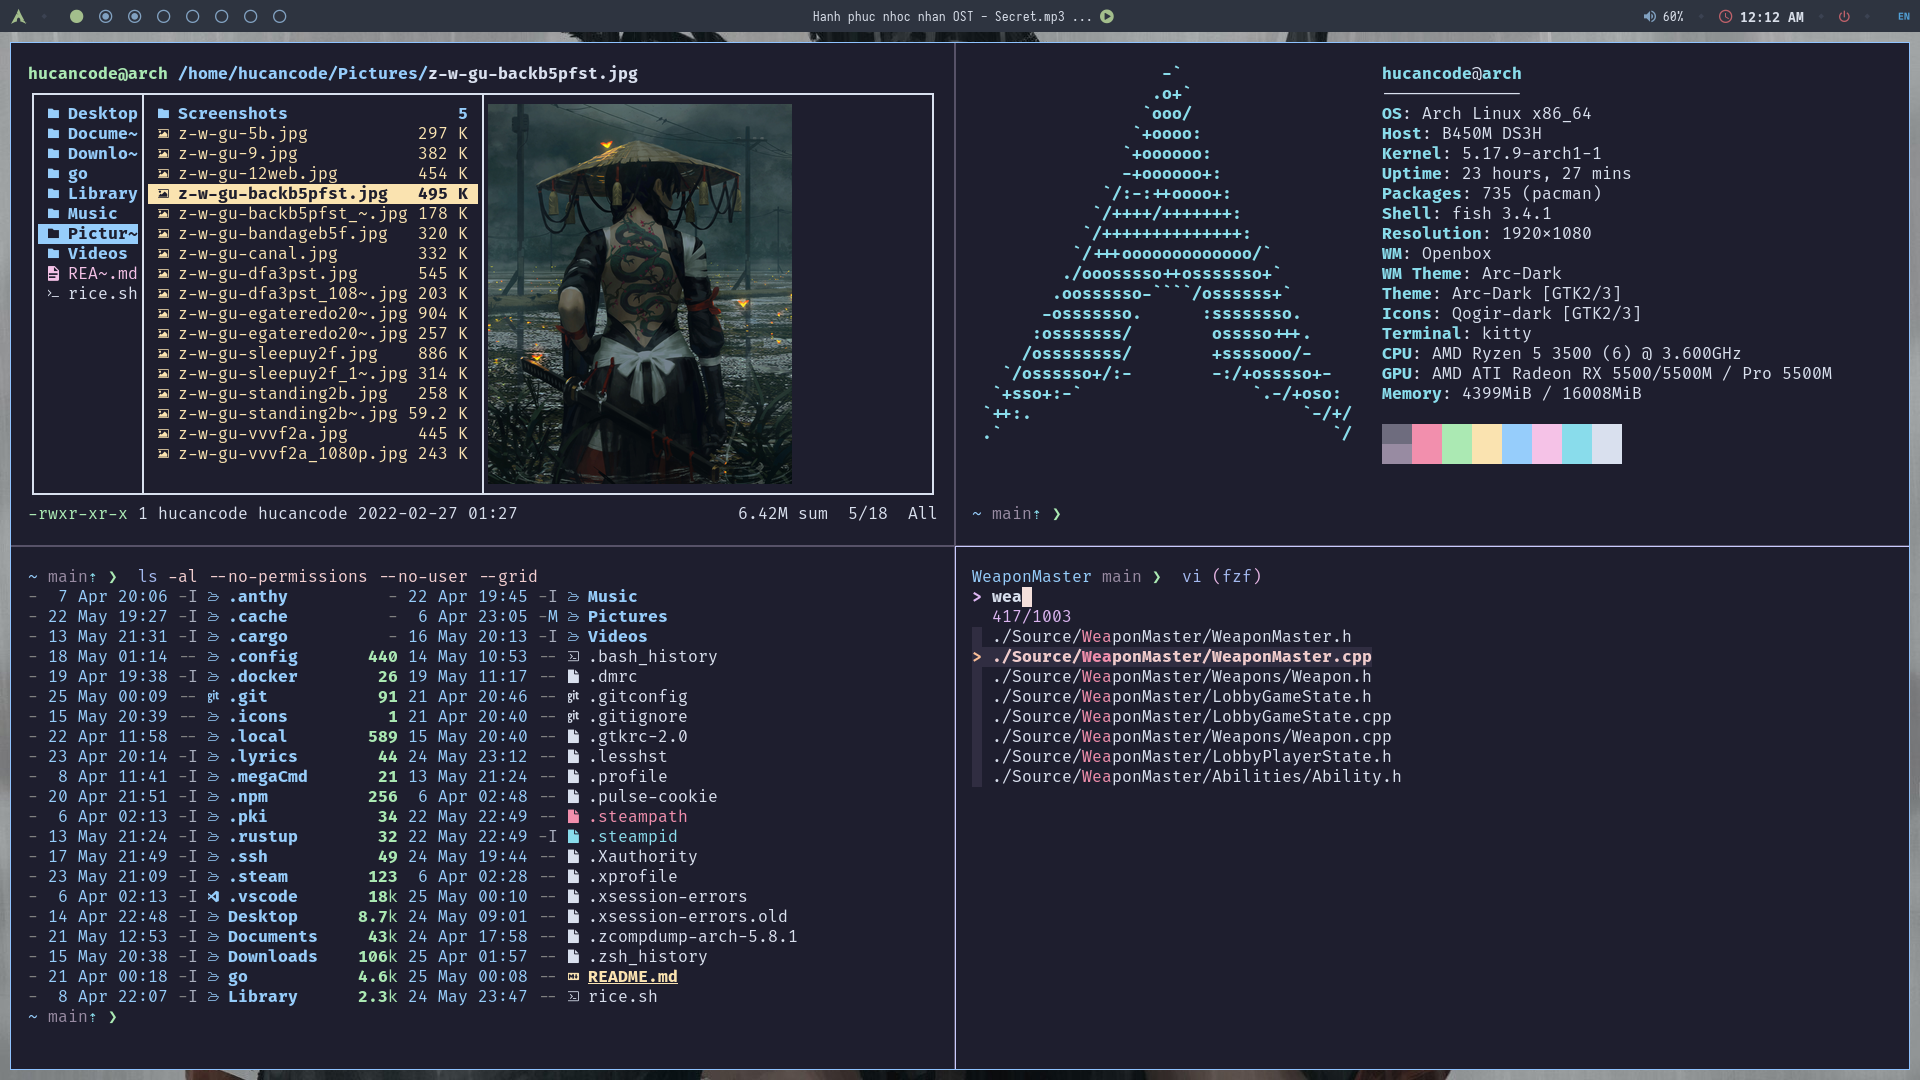 Hanh phuc nhoc nhan OST - Secret.mp3 ...
60%
12:12 AM
EN
hucancode@arch /home/hucancode/Pictures/z-w-gu-backb5pfst.jpg
Desktop
Docume~
Downlo~
go
Library
Music
Pictur~
Videos
REA~.md
rice.sh
Screenshots 5
z-w-gu-5b.jpg 297 K
z-w-gu-9.jpg 382 K
z-w-gu-12web.jpg 454 K
z-w-gu-backb5pfst.jpg 495 K
z-w-gu-backb5pfst_~.jpg 178 K
z-w-gu-bandageb5f.jpg 320 K
z-w-gu-canal.jpg 332 K
z-w-gu-dfa3pst.jpg 545 K
z-w-gu-dfa3pst_108~.jpg 203 K
z-w-gu-egateredo20~.jpg 904 K
z-w-gu-egateredo20~.jpg 257 K
z-w-gu-sleepuy2f.jpg 886 K
z-w-gu-sleepuy2f_1~.jpg 314 K
z-w-gu-standing2b.jpg 258 K
z-w-gu-standing2b~.jpg 59.2 K
z-w-gu-vvvf2a.jpg 445 K
z-w-gu-vvvf2a_1080p.jpg 243 K
-rwxr-xr-x 1 hucancode hucancode 2022-02-27 01:27 6.42M sum 5/18 All
-`
.o+`
`ooo/
`+oooo:
`+oooooo:
-+oooooo+:
`/:-:++oooo+:
`/++++/+++++++:
`/++++++++++++++:
`/+++ooooooooooooo/`
./ooosssso++osssssso+`
.oossssso-````/ossssss+`
-osssssso. :ssssssso.
:osssssss/ osssso+++.
/ossssssss/ +ssssooo/-
`/ossssso+/:- -:/+osssso+-
`+sso+:-` `.-/+oso:
`++:. `-/+/
.` `/
hucancode@arch
--------------
OS: Arch Linux x86_64
Host: B450M DS3H
Kernel: 5.17.9-arch1-1
Uptime: 23 hours, 27 mins
Packages: 735 (pacman)
Shell: fish 3.4.1
Resolution: 1920×1080
WM: Openbox
WM Theme: Arc-Dark
Theme: Arc-Dark [GTK2/3]
Icons: Qogir-dark [GTK2/3]
Terminal: kitty
CPU: AMD Ryzen 5 3500 (6) @ 3.600GHz
GPU: AMD ATI Radeon RX 5500/5500M / Pro 5500M
Memory: 4399MiB / 16008MiB
~ main↑ ❯
~ main↑ ❯ ls -al --no-permissions --no-user --grid
- 7 Apr 20:06 -I .anthy - 22 Apr 19:45 -I Music
- 22 May 19:27 -I .cache - 6 Apr 23:05 -M Pictures
- 13 May 21:31 -I .cargo - 16 May 20:13 -I Videos
- 18 May 01:14 -- .config 440 14 May 10:53 -- .bash_history
- 19 Apr 19:38 -I .docker 26 19 May 11:17 -- .dmrc
- 25 May 00:09 -- git .git 91 21 Apr 20:46 -- git .gitconfig
- 15 May 20:39 -- .icons 1 21 Apr 20:40 -- git .gitignore
- 22 Apr 11:58 -- .local 589 15 May 20:40 -- .gtkrc-2.0
- 23 Apr 20:14 -I .lyrics 44 24 May 23:12 -- .lesshst
- 8 Apr 11:41 -I .megaCmd 21 13 May 21:24 -- .profile
- 20 Apr 21:51 -I .npm 256 6 Apr 02:48 -- .pulse-cookie
- 6 Apr 02:13 -I .pki 34 22 May 22:49 -- .steampath
- 13 May 21:24 -I .rustup 32 22 May 22:49 -I .steampid
- 17 May 21:49 -I .ssh 49 24 May 19:44 -- .Xauthority
- 23 May 21:09 -I .steam 123 6 Apr 02:28 -- .xprofile
- 6 Apr 02:13 -I .vscode 18k 25 May 00:10 -- .xsession-errors
- 14 Apr 22:48 -I Desktop 8.7k 24 May 09:01 -- .xsession-errors.old
- 21 May 12:53 -I Documents 43k 24 Apr 17:58 -- .zcompdump-arch-5.8.1
- 15 May 20:38 -I Downloads 106k 25 Apr 01:57 -- .zsh_history
- 21 Apr 00:18 -I go 4.6k 25 May 00:08 -- README.md
- 8 Apr 22:07 -I Library 2.3k 24 May 23:47 -- rice.sh
~ main↑ ❯
WeaponMaster main ❯ vi (fzf)
> wea
417/1003
./Source/WeaponMaster/WeaponMaster.h
> ./Source/WeaponMaster/WeaponMaster.cpp
./Source/WeaponMaster/Weapons/Weapon.h
./Source/WeaponMaster/LobbyGameState.h
./Source/WeaponMaster/LobbyGameState.cpp
./Source/WeaponMaster/Weapons/Weapon.cpp
./Source/WeaponMaster/LobbyPlayerState.h
./Source/WeaponMaster/Abilities/Ability.h